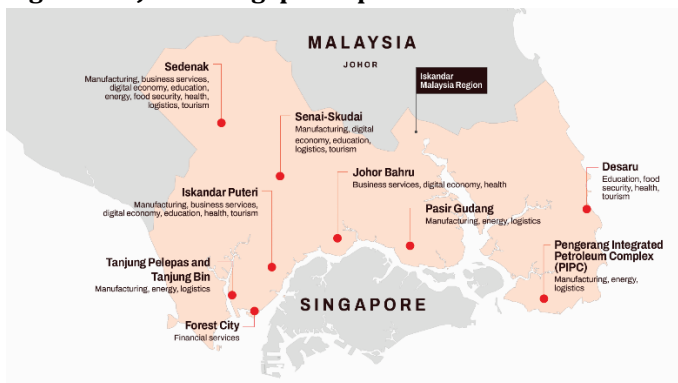 MALAYSIA
JOHOR
Iskandar
Malaysia Region
Sedenak
Manufacturing, business services,
digital economy, education,
energy, food security, health,
logistics, tourism
Senai-Skudai
Manufacturing, digital
economy, education,
logistics, tourism
Johor Bahru
Business services, digital economy, health
Desaru
Education, food
security, health,
tourism
Iskandar Puteri
Manufacturing, business services,
digital economy, education, health, tourism
Pasir Gudang
Manufacturing, energy, logistics
Pengerang Integrated
Petroleum Complex
(PIPC)
Manufacturing, energy,
logistics
Tanjung Pelepas and
Tanjung Bin
Manufacturing, energy, logistics
SINGAPORE
Forest City
Financial services